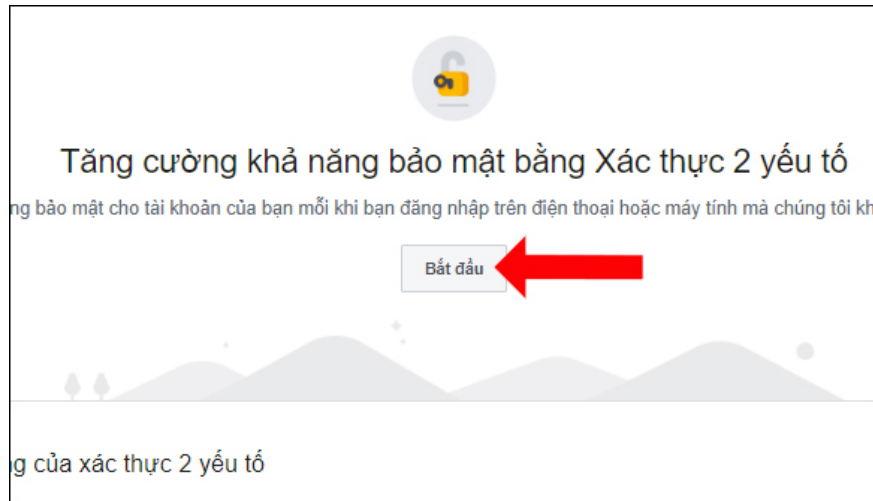 Tăng cường khả năng bảo mật bằng Xác thực 2 yếu tố
ng bảo mật cho tài khoản của bạn mỗi khi bạn đăng nhập trên điện thoại hoặc máy tính mà chúng tôi kh
Bắt đầu
g của xác thực 2 yếu tố